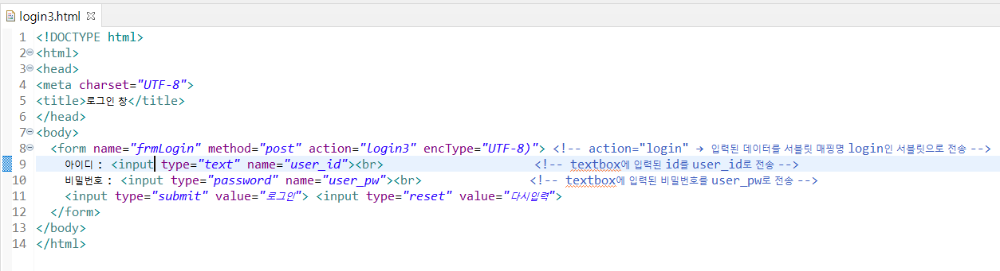 login3.html
1 <!DOCTYPE html>
2 <html>
3 <head>
4 <meta charset="UTF-8">
5 <title>로그인 창</title>
6 </head>
7 <body>
8 <form name="frmLogin" method="post" action="login3" encType="UTF-8)"> <!-- action="login" → 입력된 데이터를 서블릿 매핑명 login인 서블릿으로 전송 -->
9 아이디 : <input type="text" name="user_id"><br> <!-- textbox에 입력된 id를 user_id로 전송 -->
10 비밀번호 : <input type="password" name="user_pw"><br> <!-- textbox에 입력된 비밀번호를 user_pw로 전송 -->
11 <input type="submit" value="로그인"> <input type="reset" value="다시입력">
12 </form>
13 </body>
14 </html>